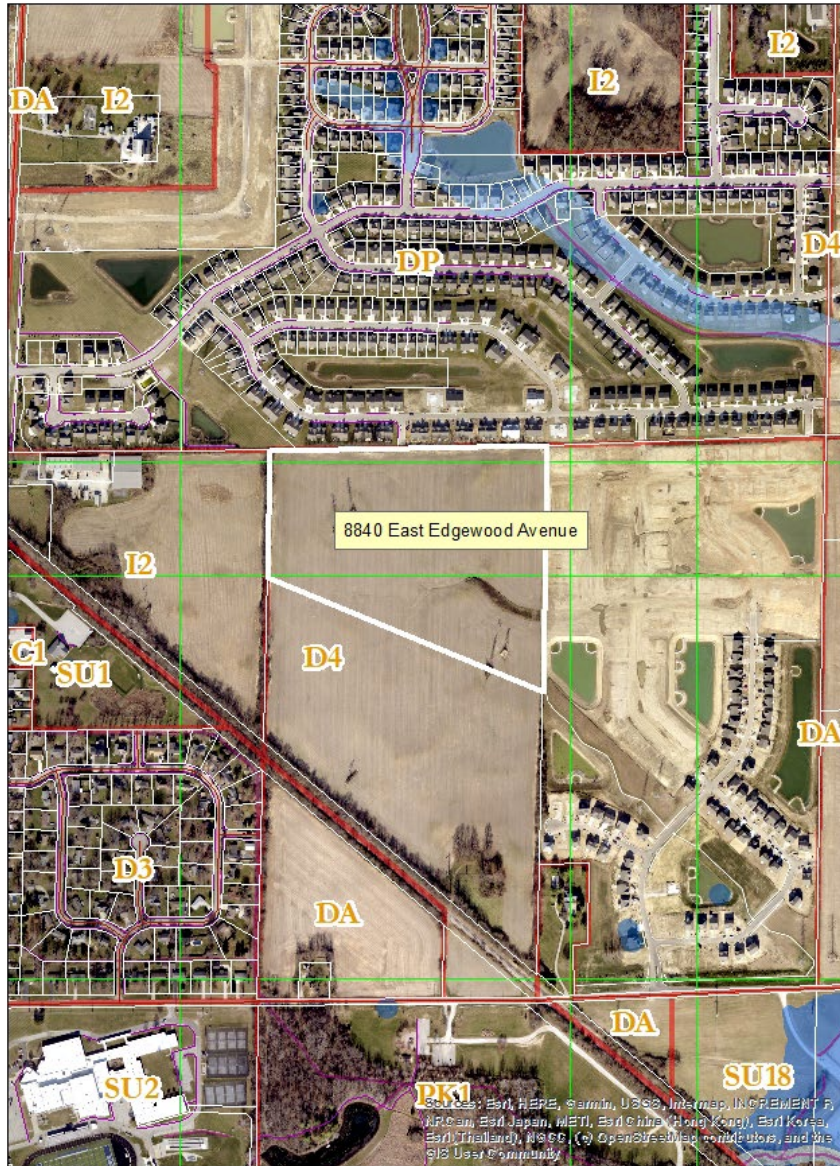 I2
I2
DA
I2
D4
DP
8840 East Edgewood Avenue
I2
D4
C1
SU1
DA
D3
DA
DA
SU2
PK1
SU18
Sources: Esri, HERE, Garmin, USGS, Intermap, INCREMENT P,
NRCan, Esri Japan, METI, Esri China (Hong Kong), Esri Korea,
Esri (Thailand), NGCC, (c) OpenStreetMap contributors, and the
GIS User Community